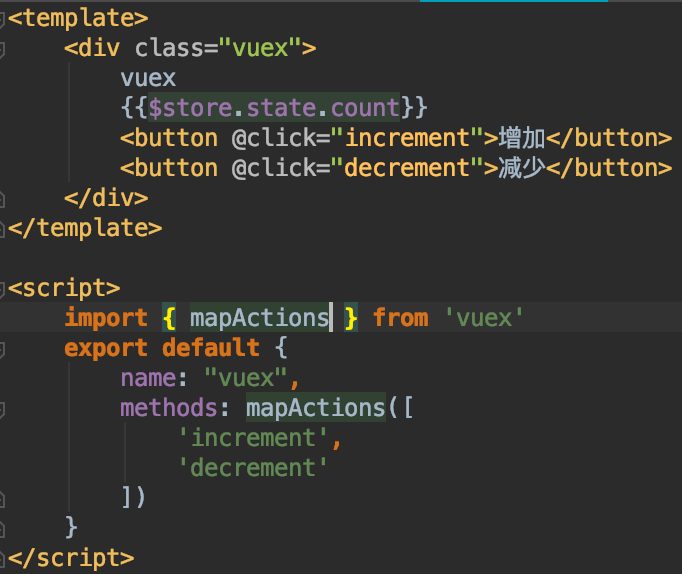 <template>
    <div class="vuex">
        vuex
        {{$store.state.count}}
        <button @click="increment">增加</button>
        <button @click="decrement">减少</button>
    </div>
</template>

<script>
    import { mapActions } from 'vuex'
    export default {
        name: "vuex",
        methods: mapActions([
            'increment',
            'decrement'
        ])
    }
</script>